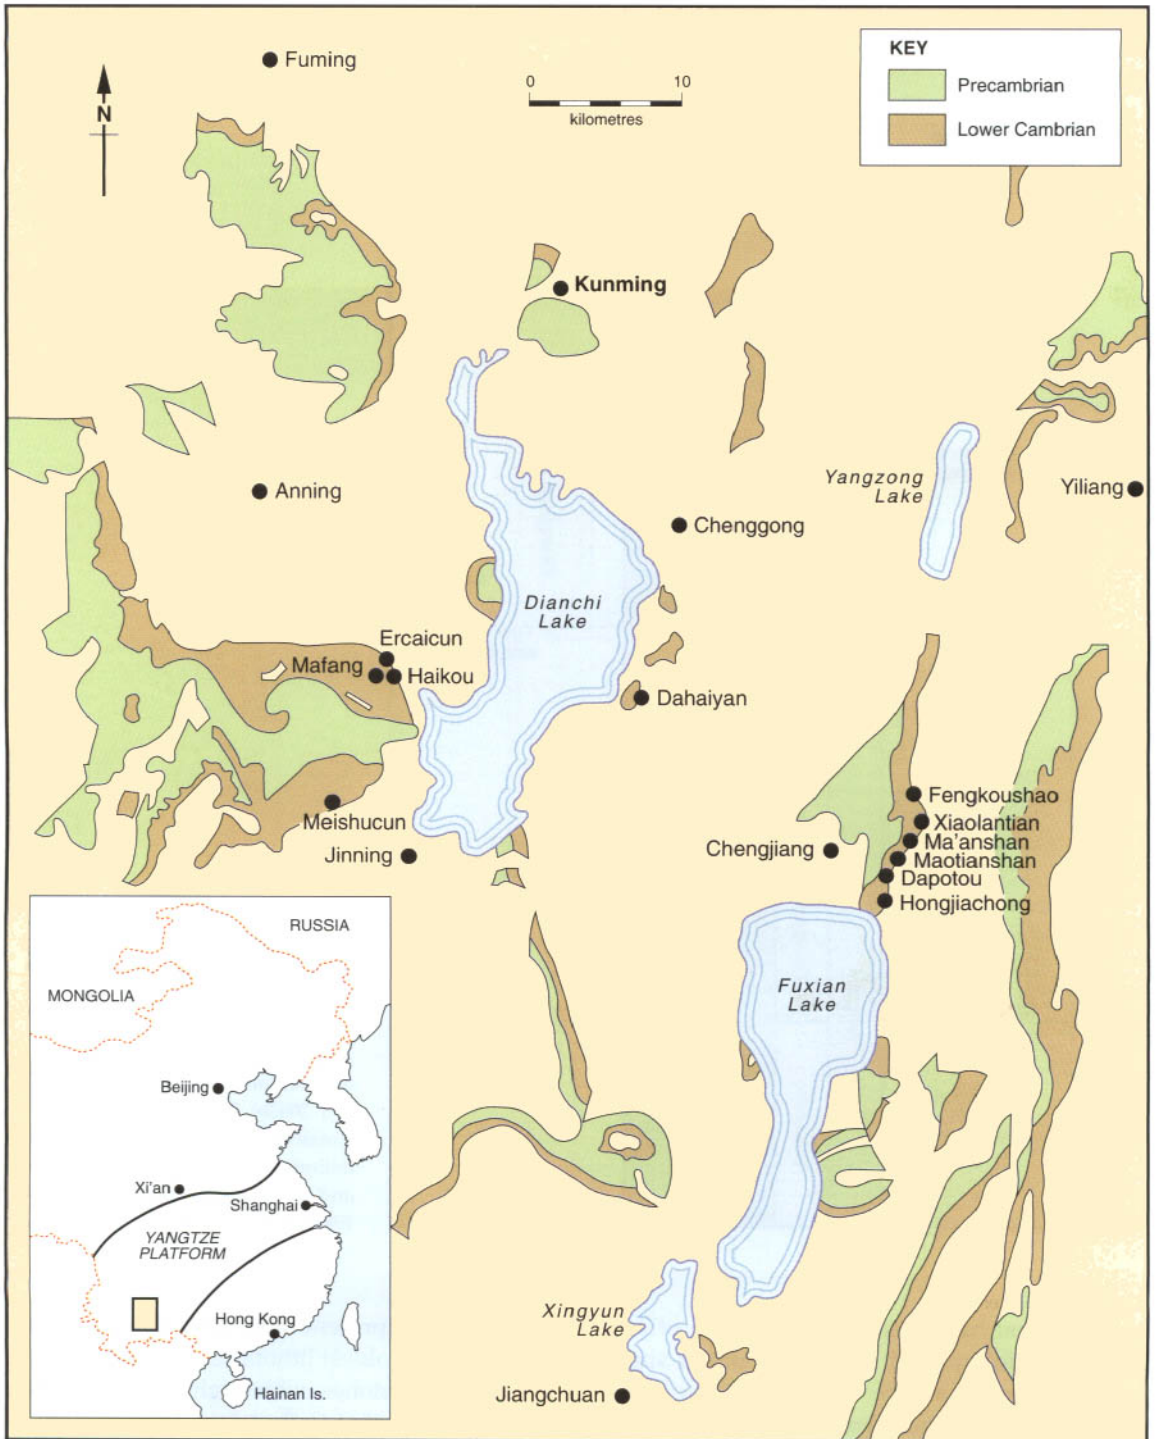 Fuming
N
0 10
kilometres
KEY
Precambrian
Lower Cambrian
Kunming
Yangzong
Lake
Yiliang
Anning
Chenggong
Dianchi
Lake
Ercaicun
Mafang
Haikou
Dahaiyan
Meishucun
Jinning
Fengkoushao
Xiaolantian
Ma'anshan
Maotianshan
Dapotou
Hongjiachong
Chengjiang
Fuxian
Lake
Xingyun
Lake
Jiangchuan
RUSSIA
MONGOLIA
Beijing
Xi'an
Shanghai
YANGTZE
PLATFORM
Hong Kong
Hainan Is.